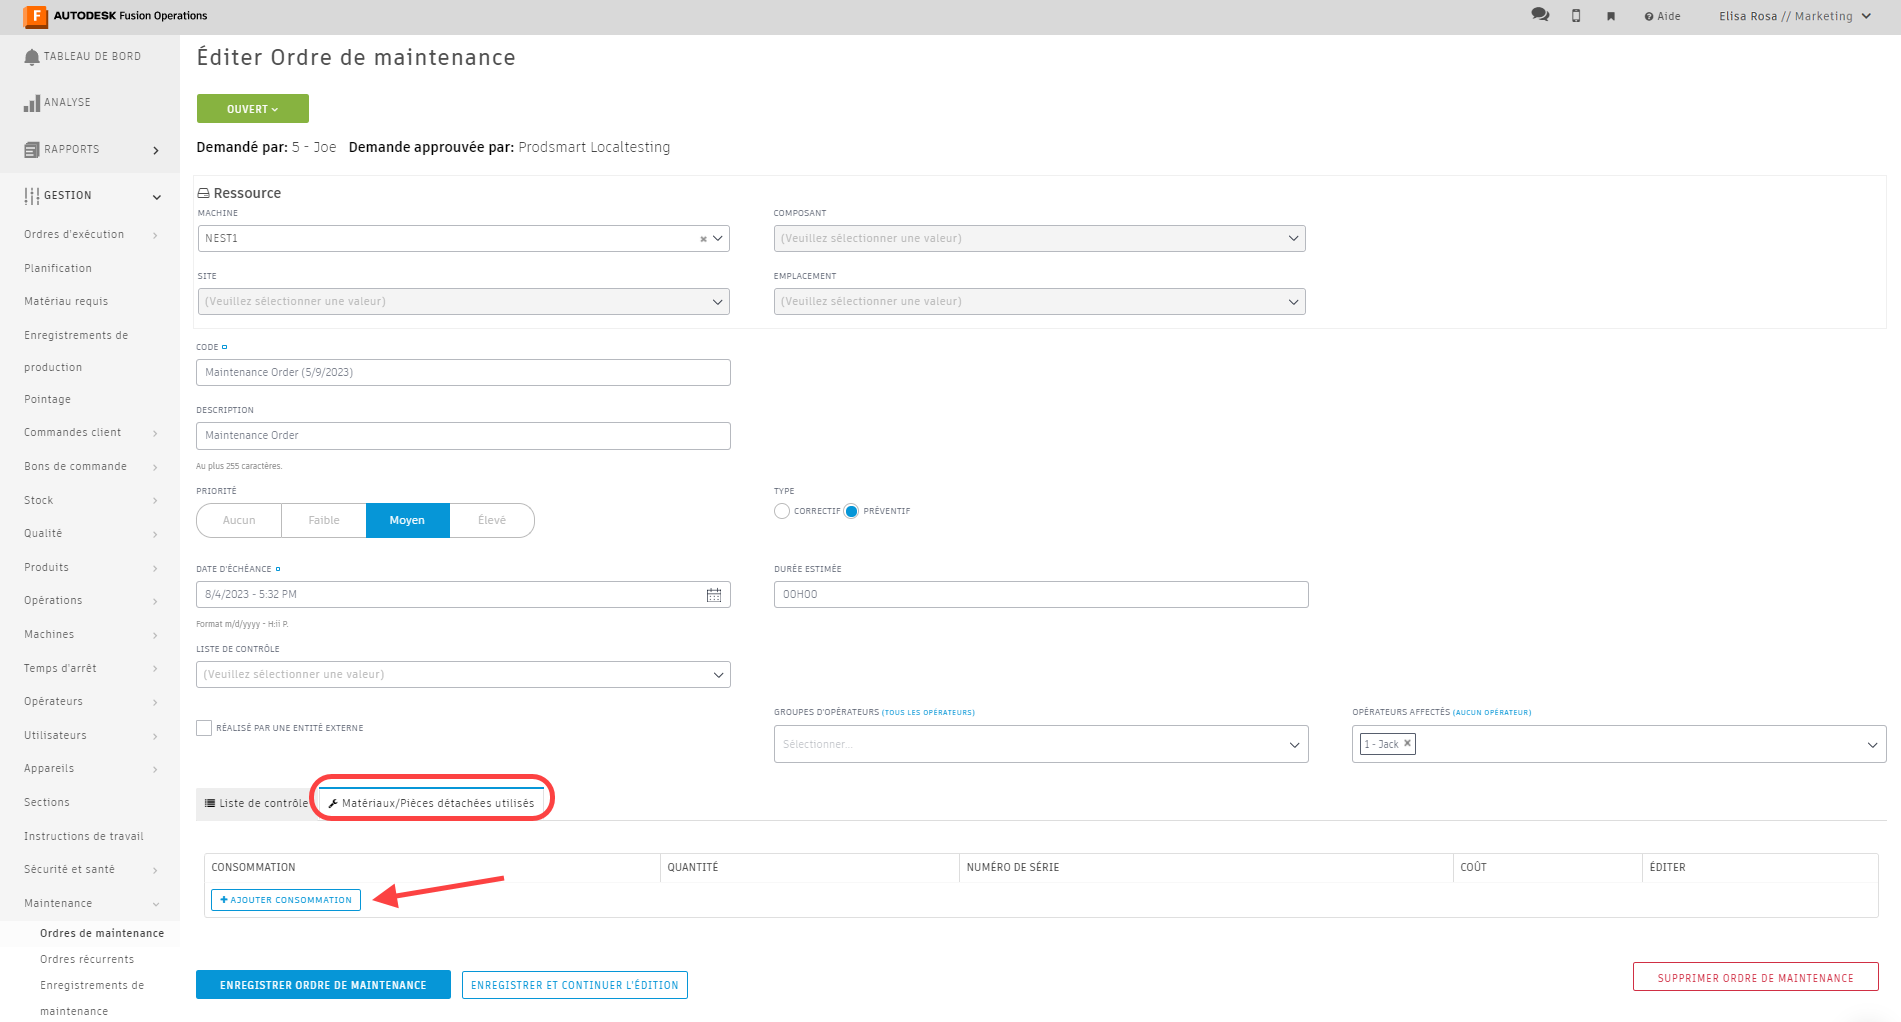 F AUTODESK Fusion Operations
Aide
Elisa Rosa // Marketing
TABLEAU DE BORD
ANALYSE
RAPPORTS
GESTION
Ordres d'exécution
Planification
Matériau requis
Enregistrements de
production
Pointage
Commandes client
Bons de commande
Stock
Qualité
Produits
Opérations
Machines
Temps d'arrêt
Opérateurs
Utilisateurs
Appareils
Sections
Instructions de travail
Sécurité et santé
Maintenance
Ordres de maintenance
Ordres récurrents
Enregistrements de
maintenance
Éditer Ordre de maintenance
OUVERT
Demandé par: 5 - Joe Demande approuvée par: Prodsmart Localtesting
Ressource
MACHINE COMPOSANT
NEST1 (Veuillez sélectionner une valeur)
SITE EMPLACEMENT
(Veuillez sélectionner une valeur) (Veuillez sélectionner une valeur)
CODE
Maintenance Order (5/9/2023)
DESCRIPTION
Maintenance Order
Au plus 255 caractères.
PRIORITÉ TYPE
Aucun Faible Moyen Élevé CORRECTIF PRÉVENTIF
DATE D'ÉCHÉANCE DURÉE ESTIMÉE
8/4/2023 - 5:32 PM 00H00
Format m/d/yyyy - H:ii P.
LISTE DE CONTRÔLE
(Veuillez sélectionner une valeur)
GROUPES D'OPÉRATEURS (TOUS LES OPÉRATEURS) OPÉRATEURS AFFECTÉS (AUCUN OPÉRATEUR)
RÉALISÉ PAR UNE ENTITÉ EXTERNE
Sélectionner... 1 - Jack
Liste de contrôle Matériaux/Pièces détachées utilisés
CONSOMMATION QUANTITÉ NUMÉRO DE SÉRIE COÛT ÉDITER
+ AJOUTER CONSOMMATION
ENREGISTRER ORDRE DE MAINTENANCE ENREGISTRER ET CONTINUER L'ÉDITION SUPPRIMER ORDRE DE MAINTENANCE